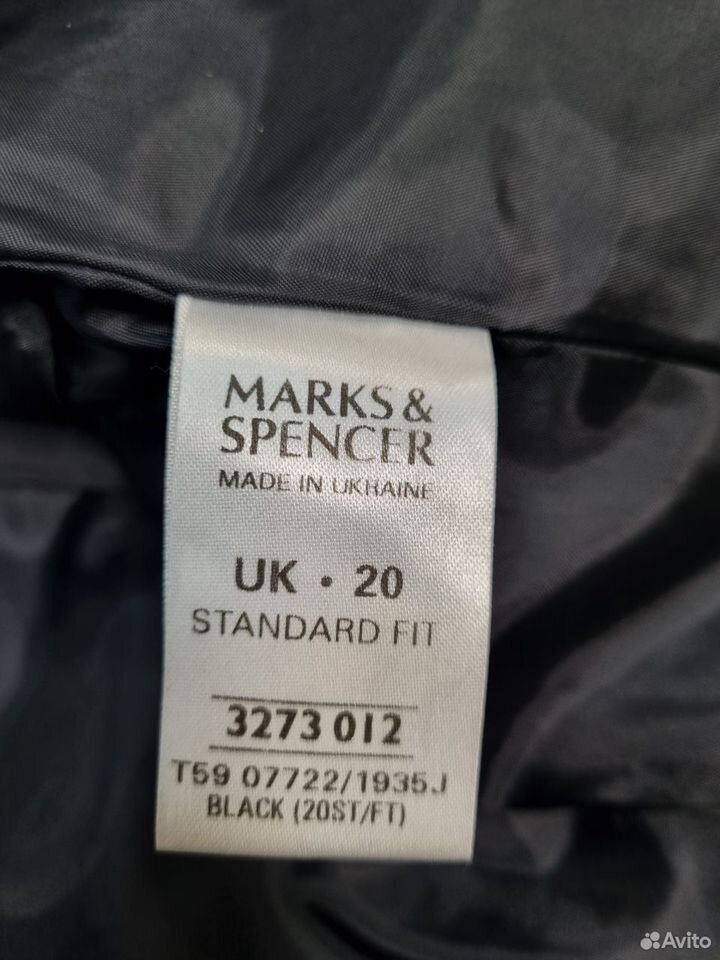 MARKS &
SPENCER
MADE IN UKRAINE
UK · 20
STANDARD FIT
3273 012
T59 07722/1935J
BLACK (20ST/FT)
Avito